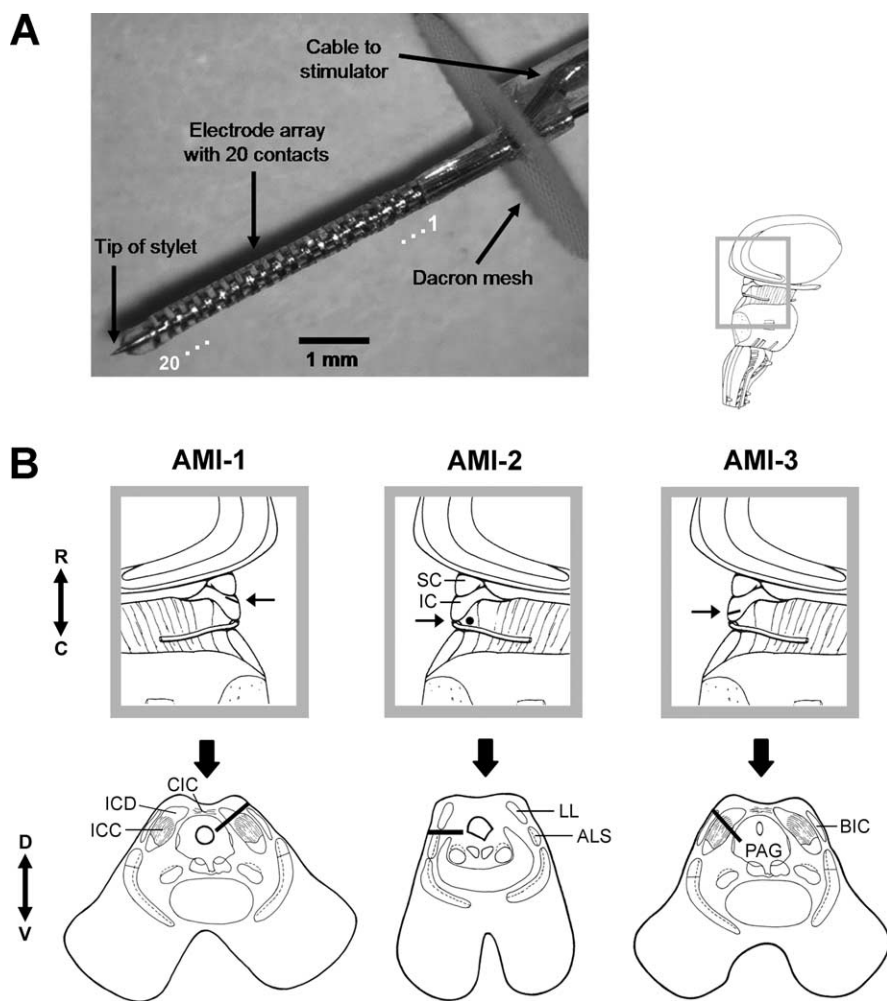 A
Cable to
stimulator
Electrode array
with 20 contacts
...1
Tip of stylet
Dacron mesh
20 ...
1 mm
B
AMI-1
AMI-2
AMI-3
R
C
SC
IC
D
V
CIC
ICD
ICC
LL
ALS
BIC
PAG